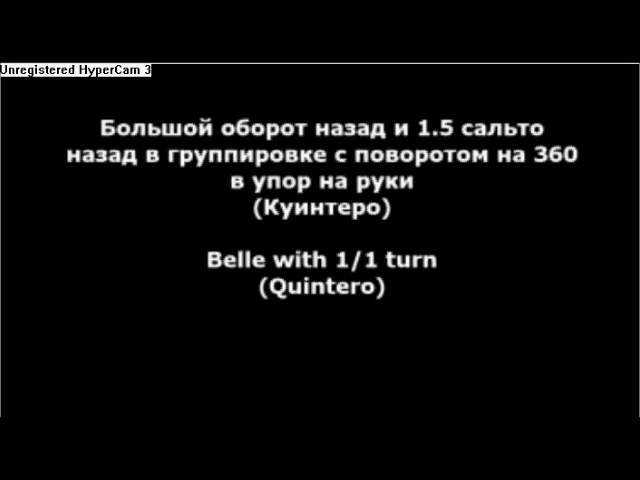 Unregistered HyperCam 3
Большой оборот назад и 1.5 сальто
назад в группировке с поворотом на 360
в упор на руки
(Куинтеро)
Belle with 1/1 turn
(Quintero)